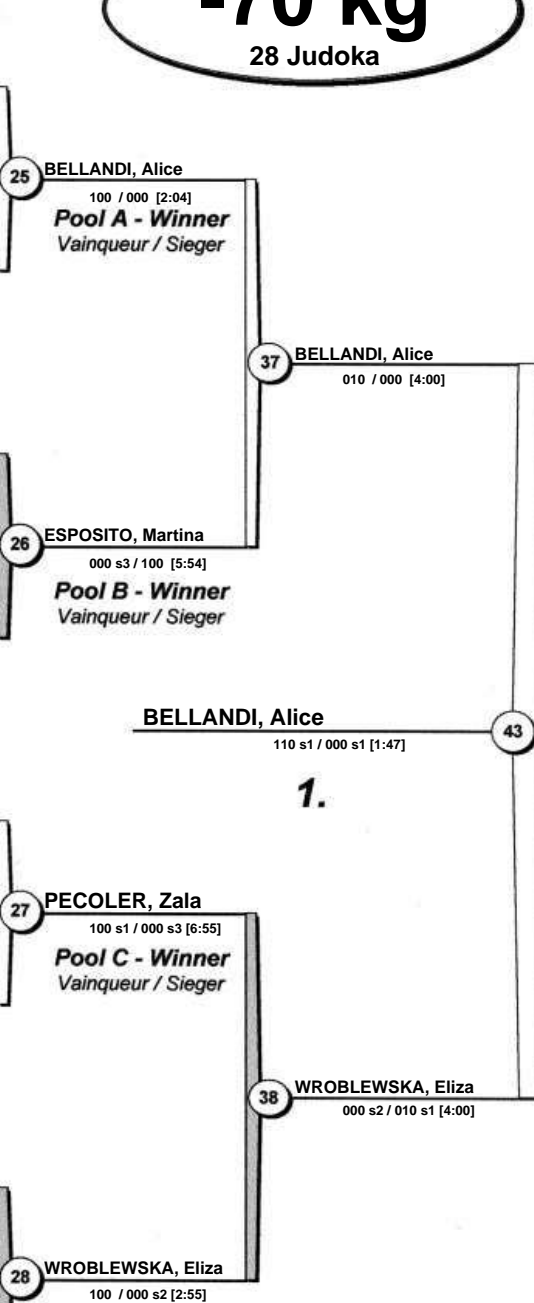 -70 kg
28 Judoka
25
BELLANDI, Alice
100 / 000 [2:04]
Pool A - Winner
Vainqueur / Sieger
37
BELLANDI, Alice
010 / 000 [4:00]
26
ESPOSITO, Martina
000 s3 / 100 [5:54]
Pool B - Winner
Vainqueur / Sieger
BELLANDI, Alice
43
110 s1 / 000 s1 [1:47]
1.
27
PECOLER, Zala
100 s1 / 000 s3 [6:55]
Pool C - Winner
Vainqueur / Sieger
38
WROBLEWSKA, Eliza
000 s2 / 010 s1 [4:00]
28
WROBLEWSKA, Eliza
100 / 000 s2 [2:55]